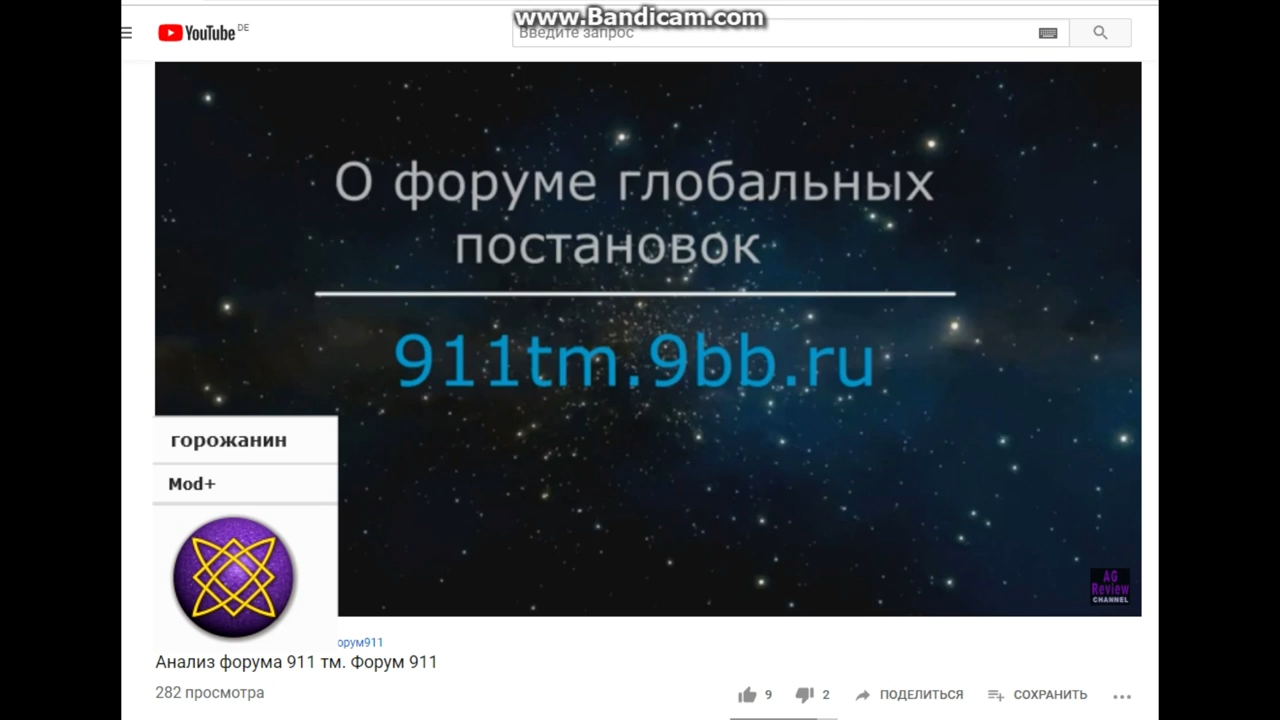 www.Bandicam.com
YouTube DE
Введите запрос
О форуме глобальных
постановок
911tm.9bb.ru
горожанин
Mod+
AG
Review
CHANNEL
орум911
Анализ форума 911 тм. Форум 911
282 просмотра
9
2
ПОДЕЛИТЬСЯ
СОХРАНИТЬ